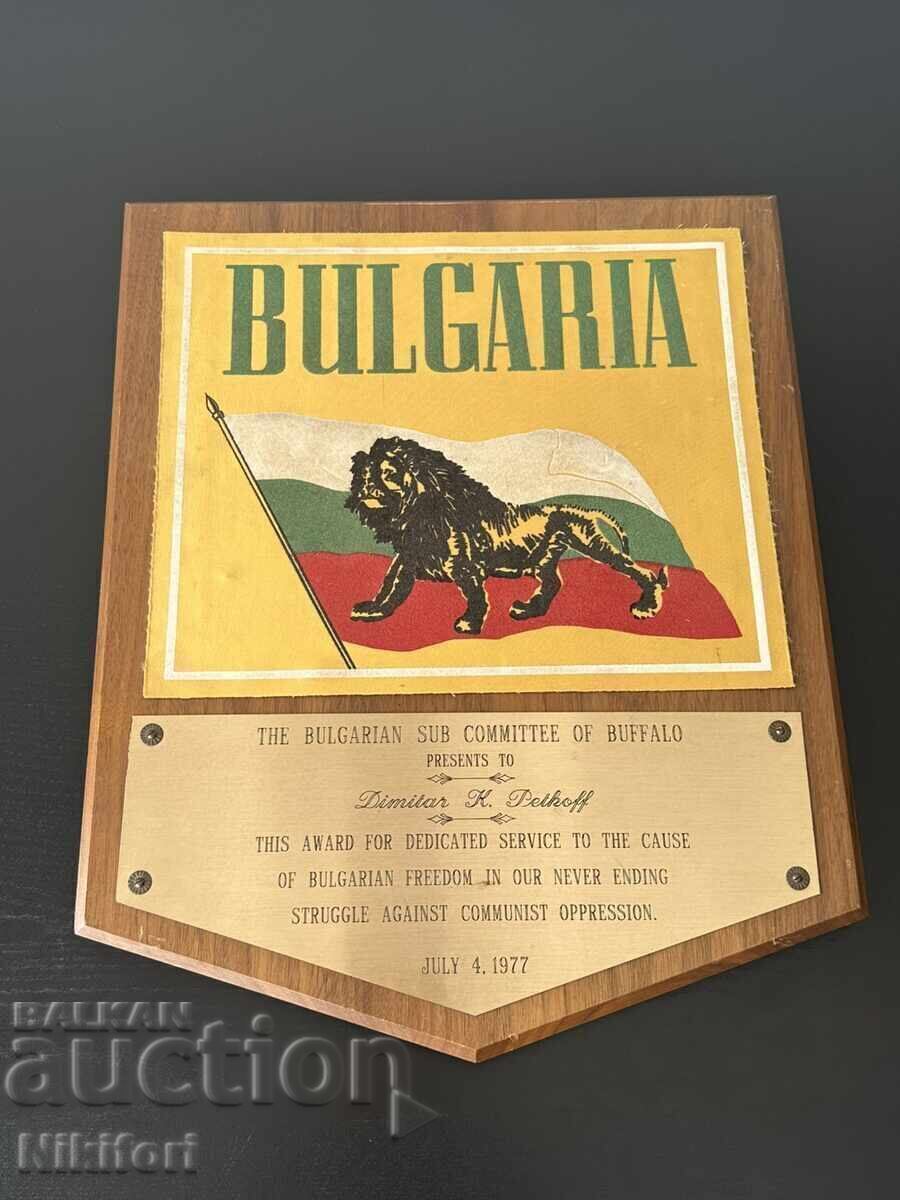 BULGARIA
THE BULGARIAN SUB COMMITTEE OF BUFFALO
PRESENTS TO
Dimitar K. Petkoff
THIS AWARD FOR DEDICATED SERVICE TO THE CAUSE
OF BULGARIAN FREEDOM IN OUR NEVER ENDING
STRUGGLE AGAINST COMMUNIST OPPRESSION.
JULY 4, 1977
BALKAN
auction
Nikifori